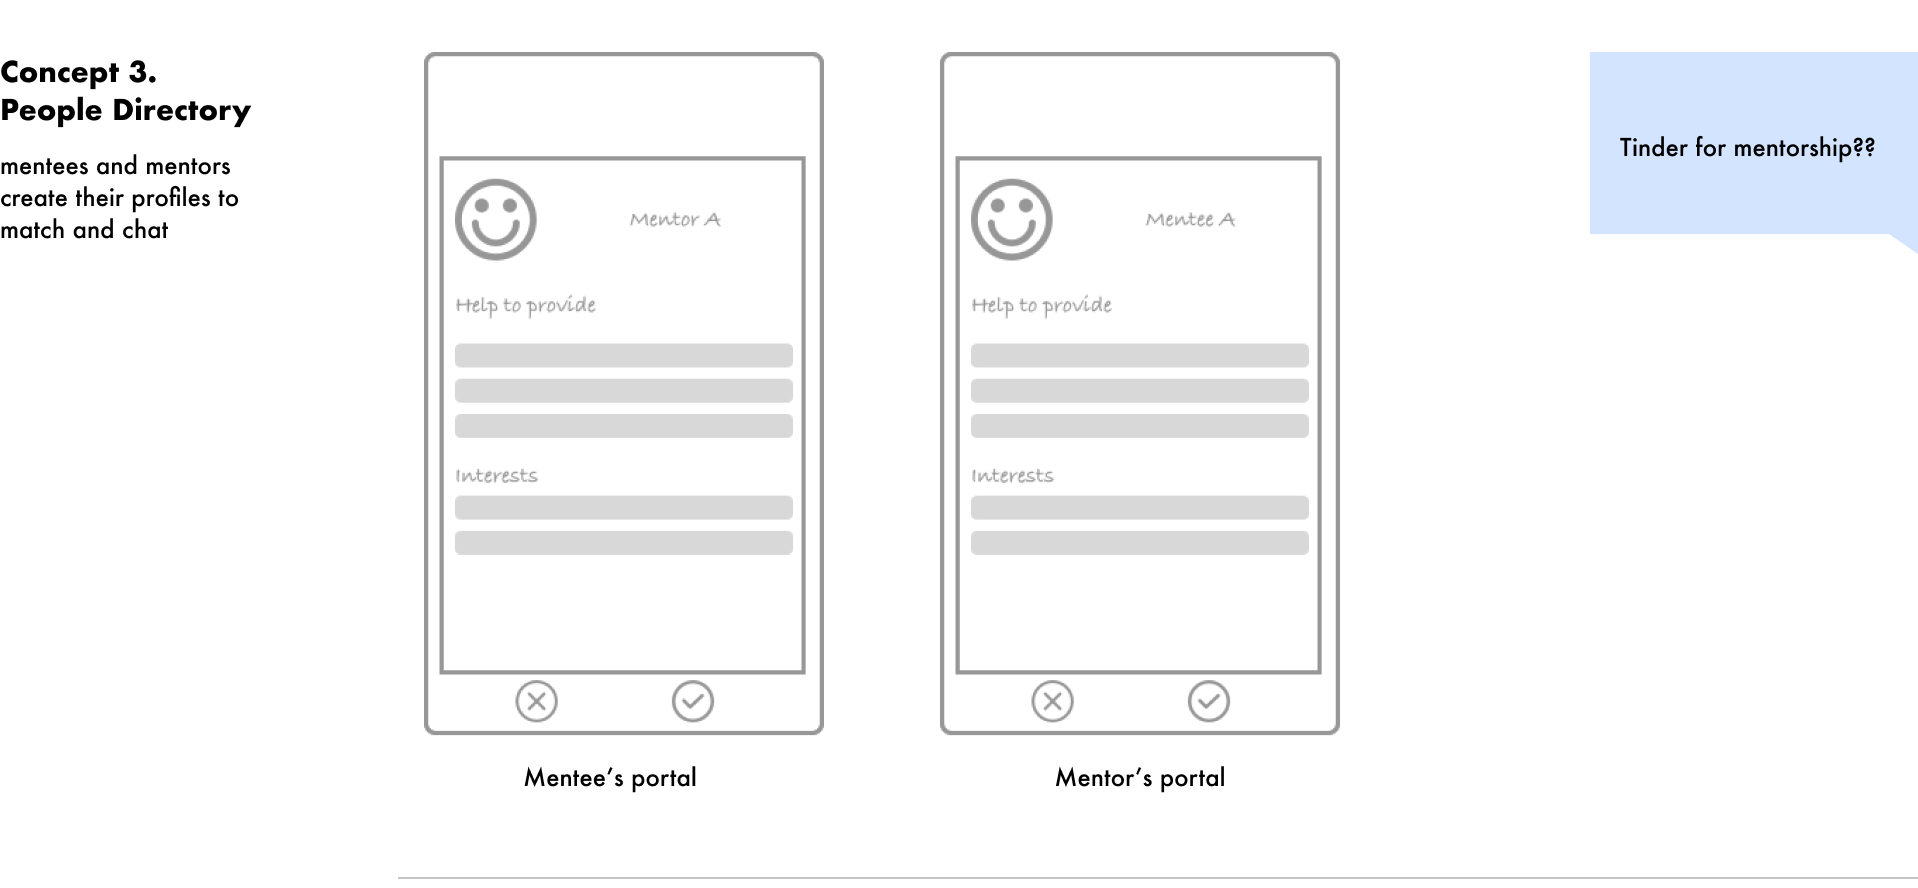 Concept 3.
People Directory
mentees and mentors
create their profiles to
match and chat
Mentor A
Help to provide
Interests
Mentee's portal
Mentee A
Help to provide
Interests
Mentor's portal
Tinder for mentorship??